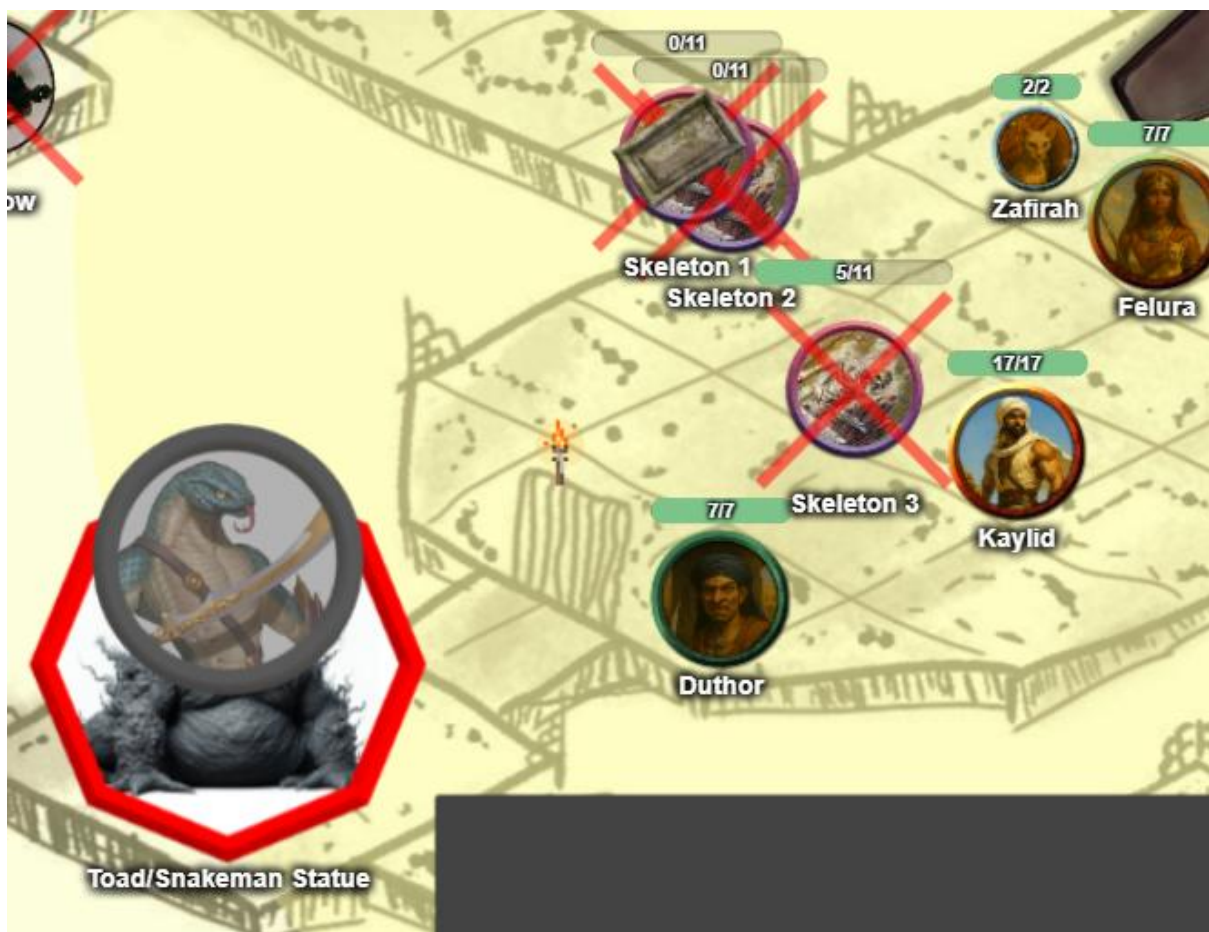 0/11
0/11
2/2
7/7
ow
Zafirah
Skeleton 1
Skeleton 2
5/11
Felura
17/17
Skeleton 3
7/7
Kaylid
Duthor
Toad/Snakeman Statue